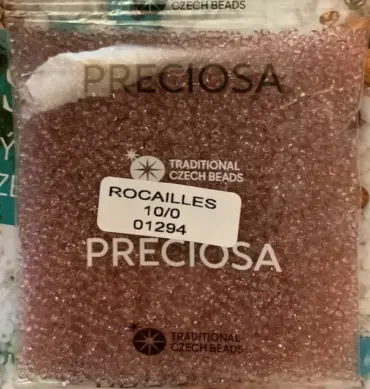 CZECH BEADS
PRECIOSA
TRADITIONAL
CZECH BEADS
ROCAILLES
10/0
01294
PRECIOSA
TRADITIONAL
CZECH BEADS